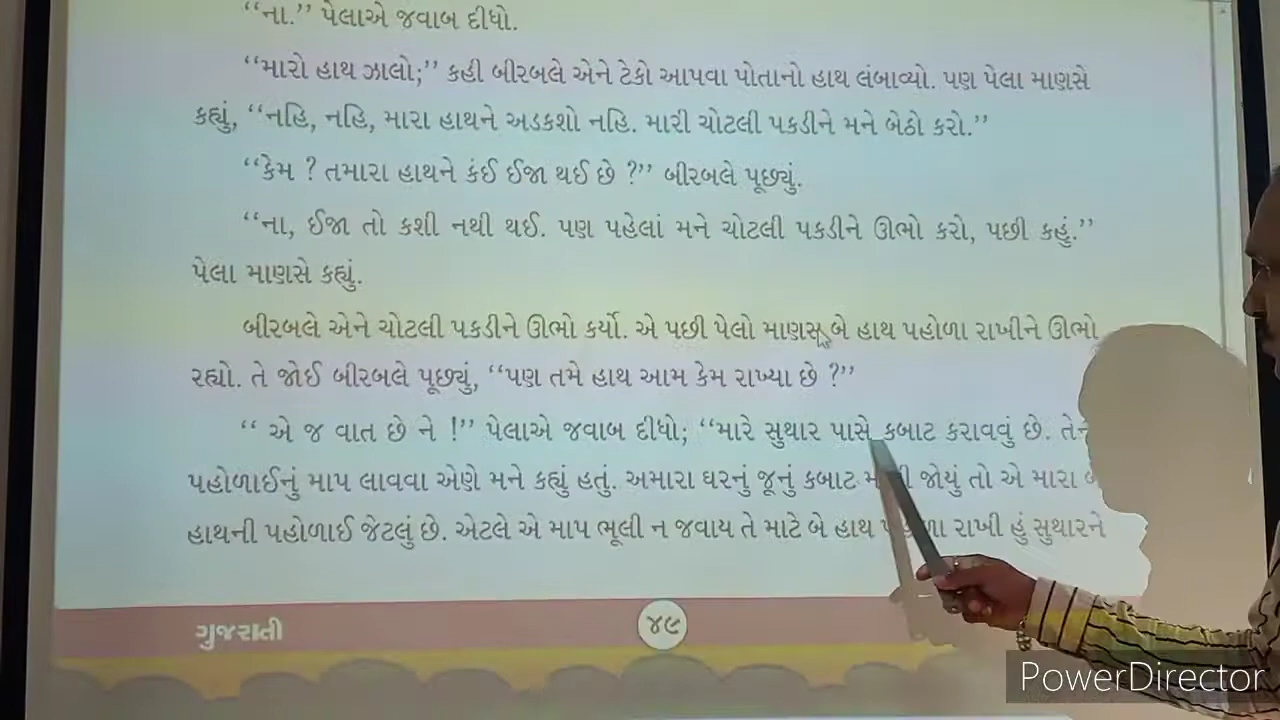 “ના.” પેલાએ જવાબ દીધો.
“મારો હાથ ઝાલો;” કહી બીરબલે એને ટેકો આપવા પોતાનો હાથ લંબાવ્યો. પણ પેલા માણસે
કહ્યું, “નહિ, નહિ, મારા હાથને અડકશો નહિ. મારી ચોટલી પકડીને મને બેઠો કરો.”
“કેમ ? તમારા હાથને કંઈ ઈજા થઈ છે ?” બીરબલે પૂછ્યું.
“ના, ઈજા તો કશી નથી થઈ. પણ પહેલાં મને ચોટલી પકડીને ઊભો કરો, પછી કહું.”
પેલા માણસે કહ્યું.
બીરબલે એને ચોટલી પકડીને ઊભો કર્યો. એ પછી પેલો માણસ બે હાથ પહોળા રાખીને ઊભો
રહ્યો. તે જોઈ બીરબલે પૂછ્યું, “પણ તમે હાથ આમ કેમ રાખ્યા છે ?”
“ એ જ વાત છે ને !” પેલાએ જવાબ દીધો; “મારે સુથાર પાસે કબાટ કરાવવું છે.
પહોળાઈનું માપ લાવવા એણે મને કહ્યું હતું. અમારા ઘરનું જૂનું કબાટ જોયું તો એ મારા
હાથની પહોળાઈ જેટલું છે. એટલે એ માપ ભૂલી ન જવાય તે માટે બે હાથ રાખી હું સુથારને
ગુજરાતી
૪૯
PowerDirector